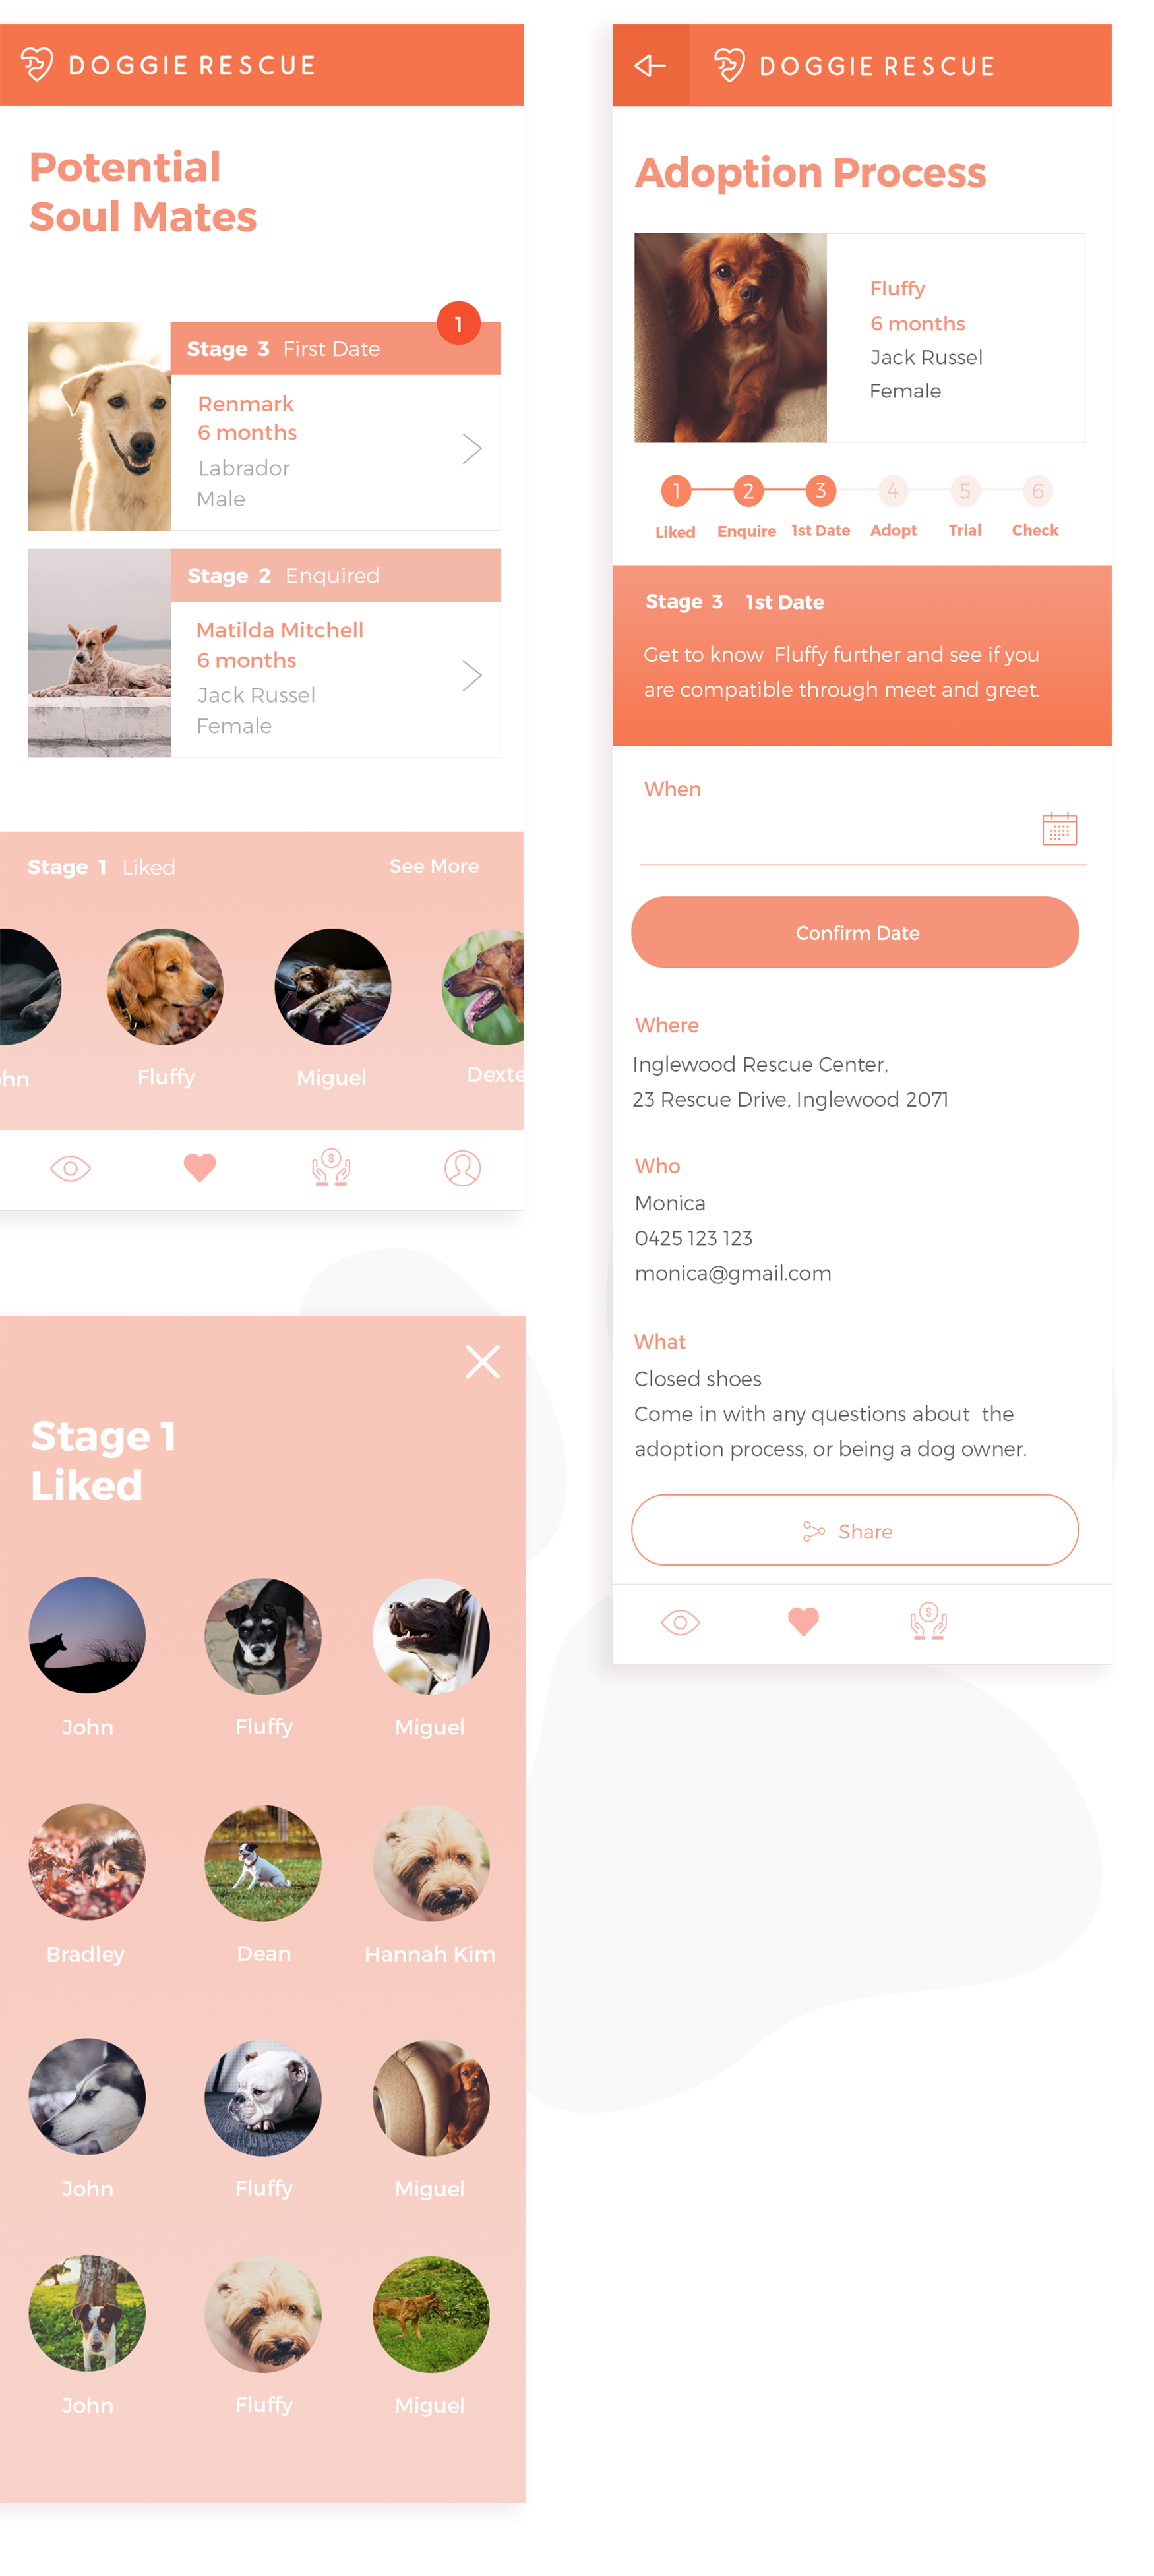 DOGGIE RESCUE
Potential
Soul Mates
1
Stage 3 First Date
Renmark
6 months
Labrador
Male
Stage 2 Enquired
Matilda Mitchell
6 months
Jack Russel
Female
Stage 1 Liked See More
hn Fluffy Miguel Dexte
Stage 1
Liked
John Fluffy Miguel
Bradley Dean Hannah Kim
John Fluffy Miguel
John Fluffy Miguel
DOGGIE RESCUE
Adoption Process
Fluffy
6 months
Jack Russel
Female
1 2 3 4 5 6
Liked Enquire 1st Date Adopt Trial Check
Stage 3 1st Date
Get to know Fluffy further and see if you
are compatible through meet and greet.
When
Confirm Date
Where
Inglewood Rescue Center,
23 Rescue Drive, Inglewood 2071
Who
Monica
0425 123 123
monica@gmail.com
What
Closed shoes
Come in with any questions about the
adoption process, or being a dog owner.
Share